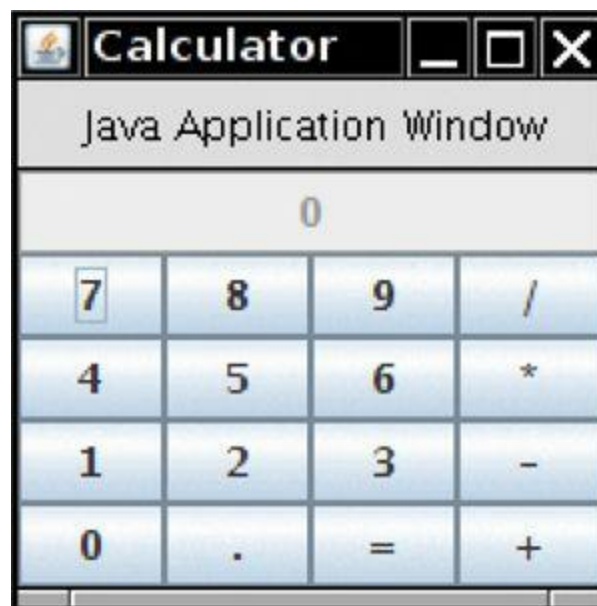 Calculator
Java Application Window
0
7 8 9 /
4 5 6 *
1 2 3 -
0 . = +